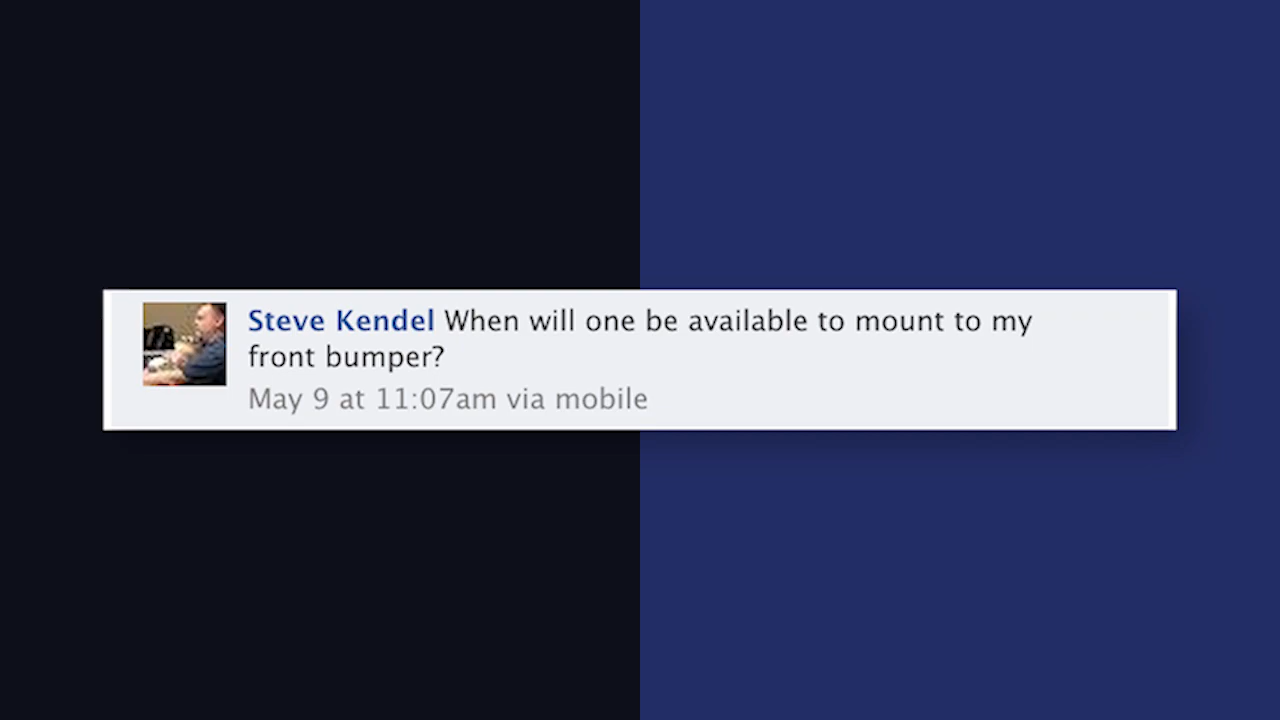 Steve Kendel When will one be available to mount to my
front bumper?
May 9 at 11:07am via mobile